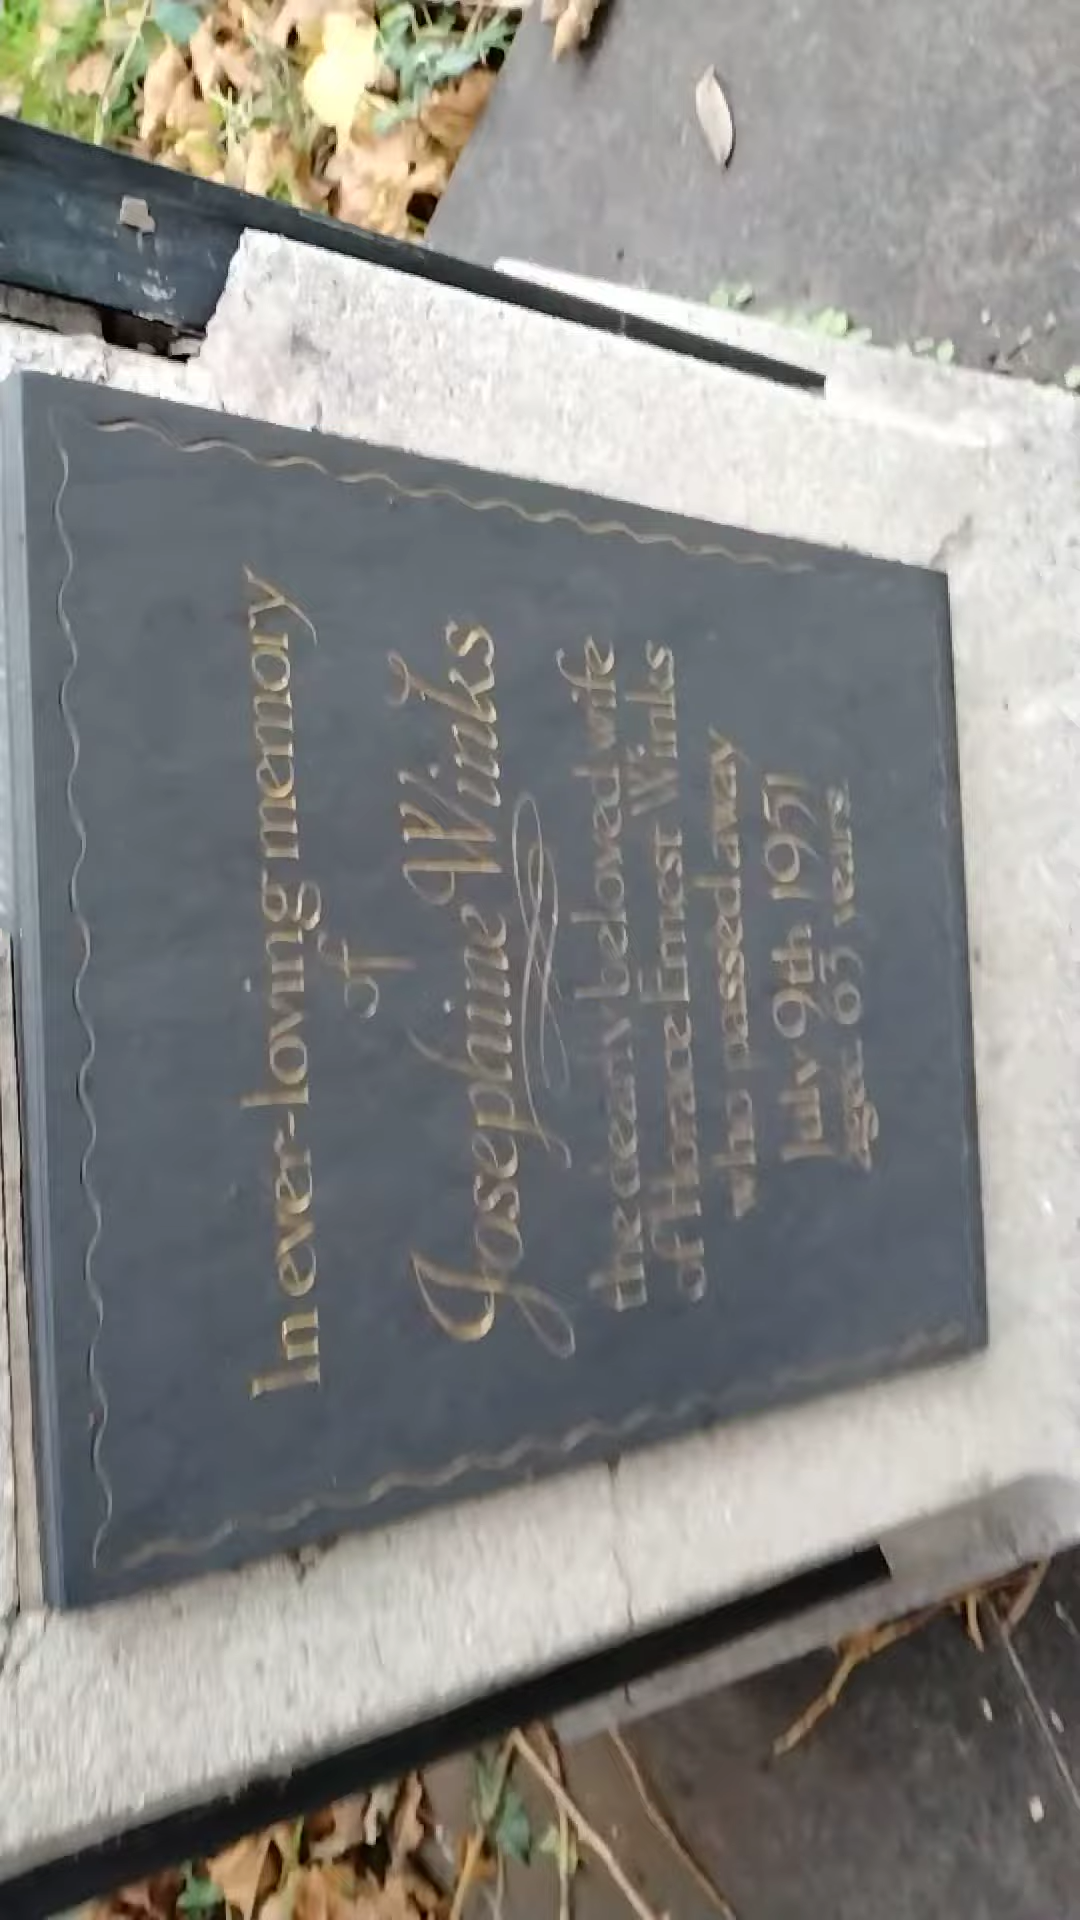 In ever-loving memory
of
Josephine Winks
the dearly beloved wife
of Horace Ernest Winks
who passed away
July 9th 1951
aged 63 years